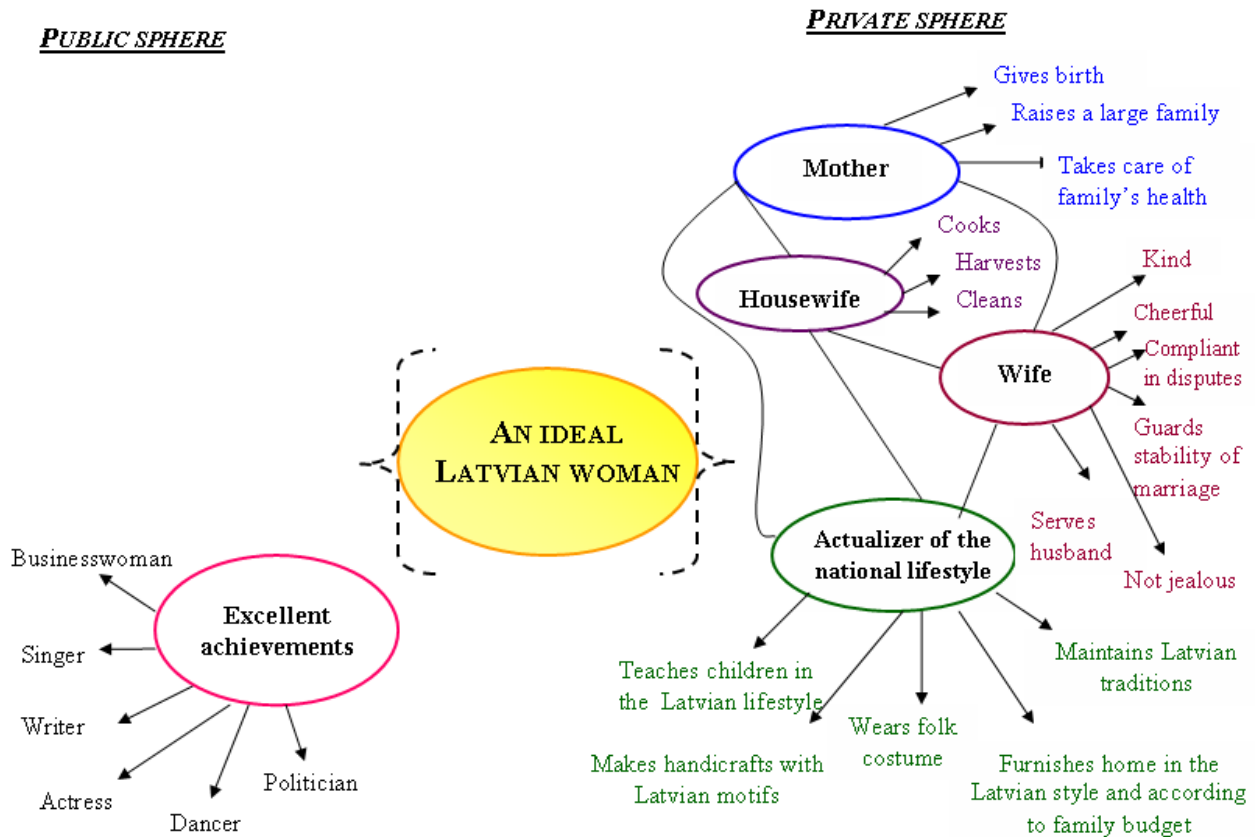 PUBLIC SPHERE
PRIVATE SPHERE
Gives birth
Raises a large family
Mother
Takes care of
family's health
Cooks
Harvests
Cleans
Housewife
Kind
Cheerful
Compliant
in disputes
Wife
Guards
stability of
marriage
Serves
husband
Not jealous
AN IDEAL
LATVIAN WOMAN
Actualizer of the
national lifestyle
Teaches children in
the Latvian lifestyle
Makes handicrafts with
Latvian motifs
Wears folk
costume
Maintains Latvian
traditions
Furnishes home in the
Latvian style and according
to family budget
Excellent
achievements
Businesswoman
Singer
Writer
Actress
Dancer
Politician